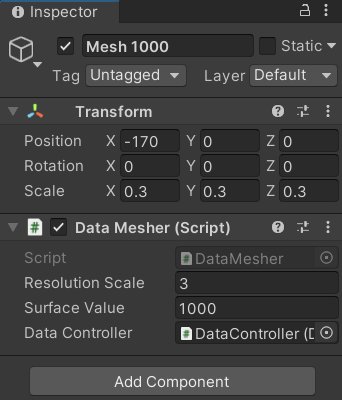 Inspector
Mesh 1000 Static
Tag Untagged Layer Default
Transform
Position X -170 Y 0 Z 0
Rotation X 0 Y 0 Z 0
Scale X 0.3 Y 0.3 Z 0.3
# Data Mesher (Script)
Script # DataMesher
Resolution Scale 3
Surface Value 1000
Data Controller # DataController (D
Add Component